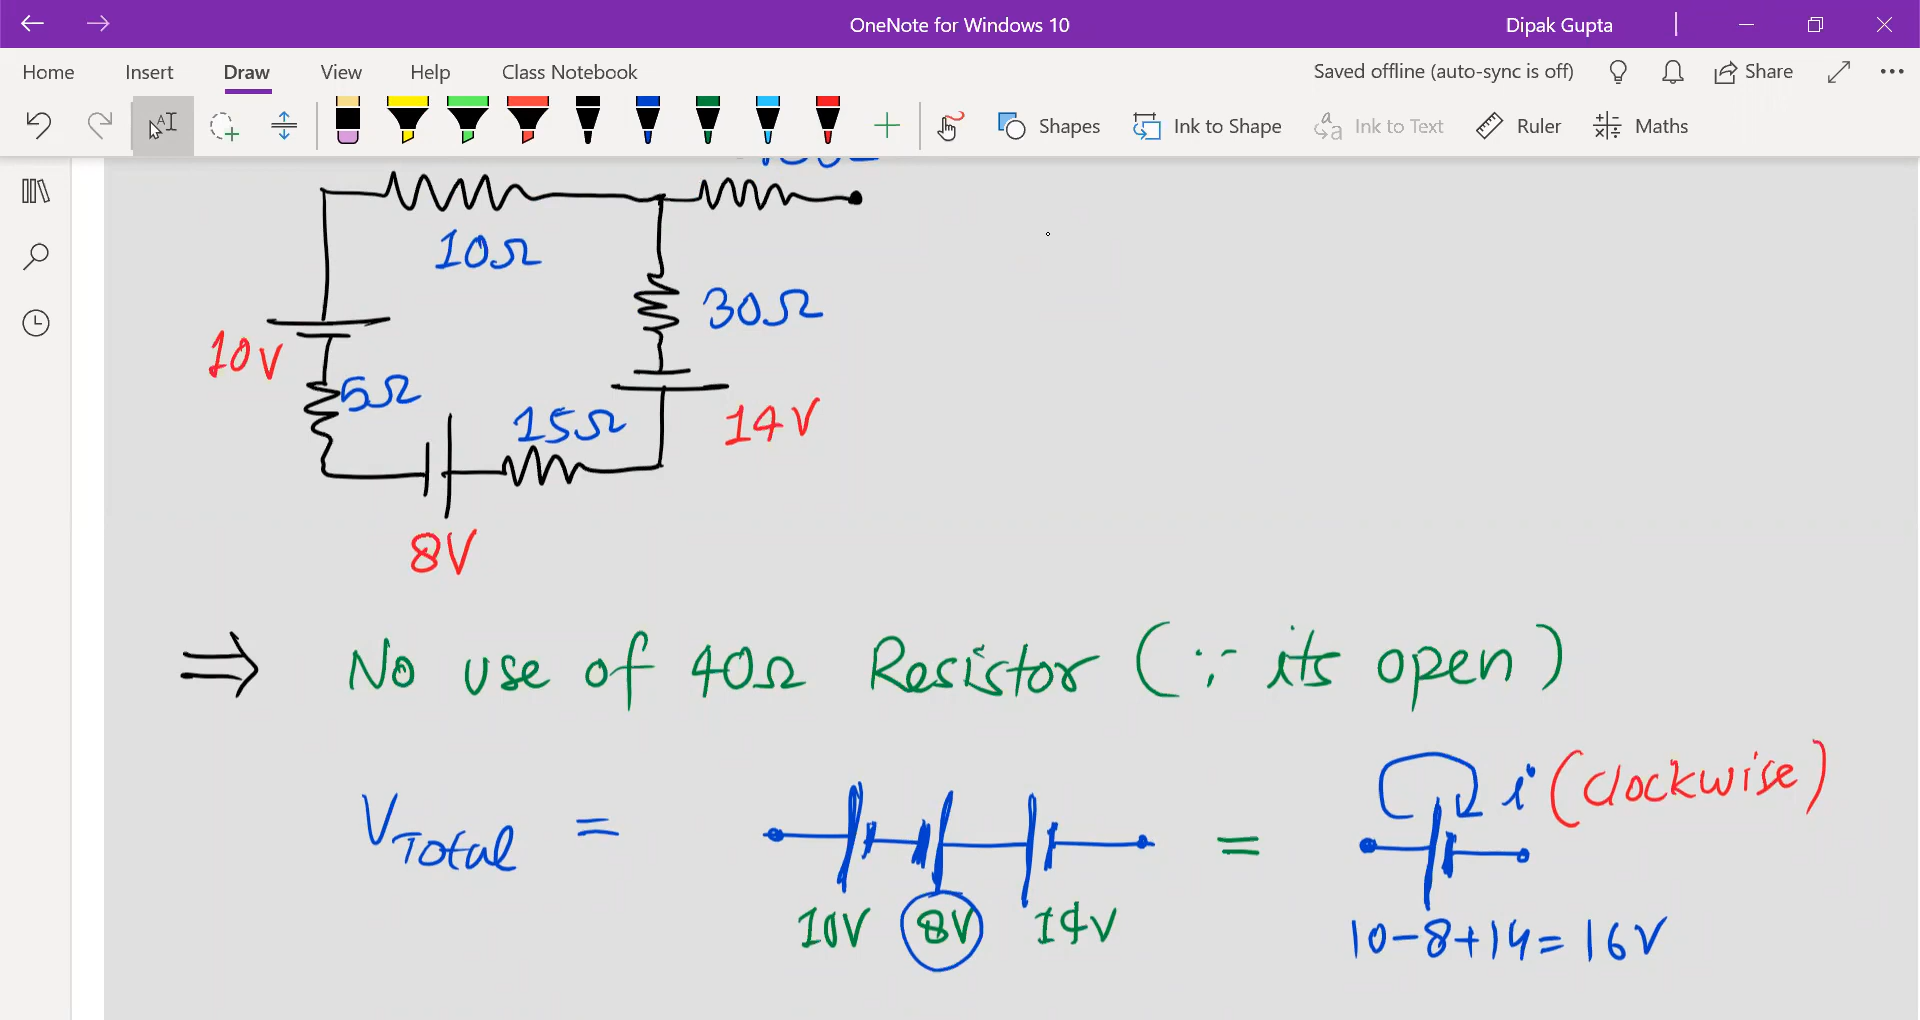 OneNote for Windows 10
Dipak Gupta
Home Insert Draw View Help Class Notebook
Saved offline (auto-sync is off) Share
Shapes Ink to Shape Ink to Text Ruler Maths
10Ω
30Ω
10V
5Ω
15Ω
14V
8V
⇒ No use of 40Ω Resistor (∵ its open)
i (clockwise)
VTotal = =
10V 8V 14V
10-8+14=16V